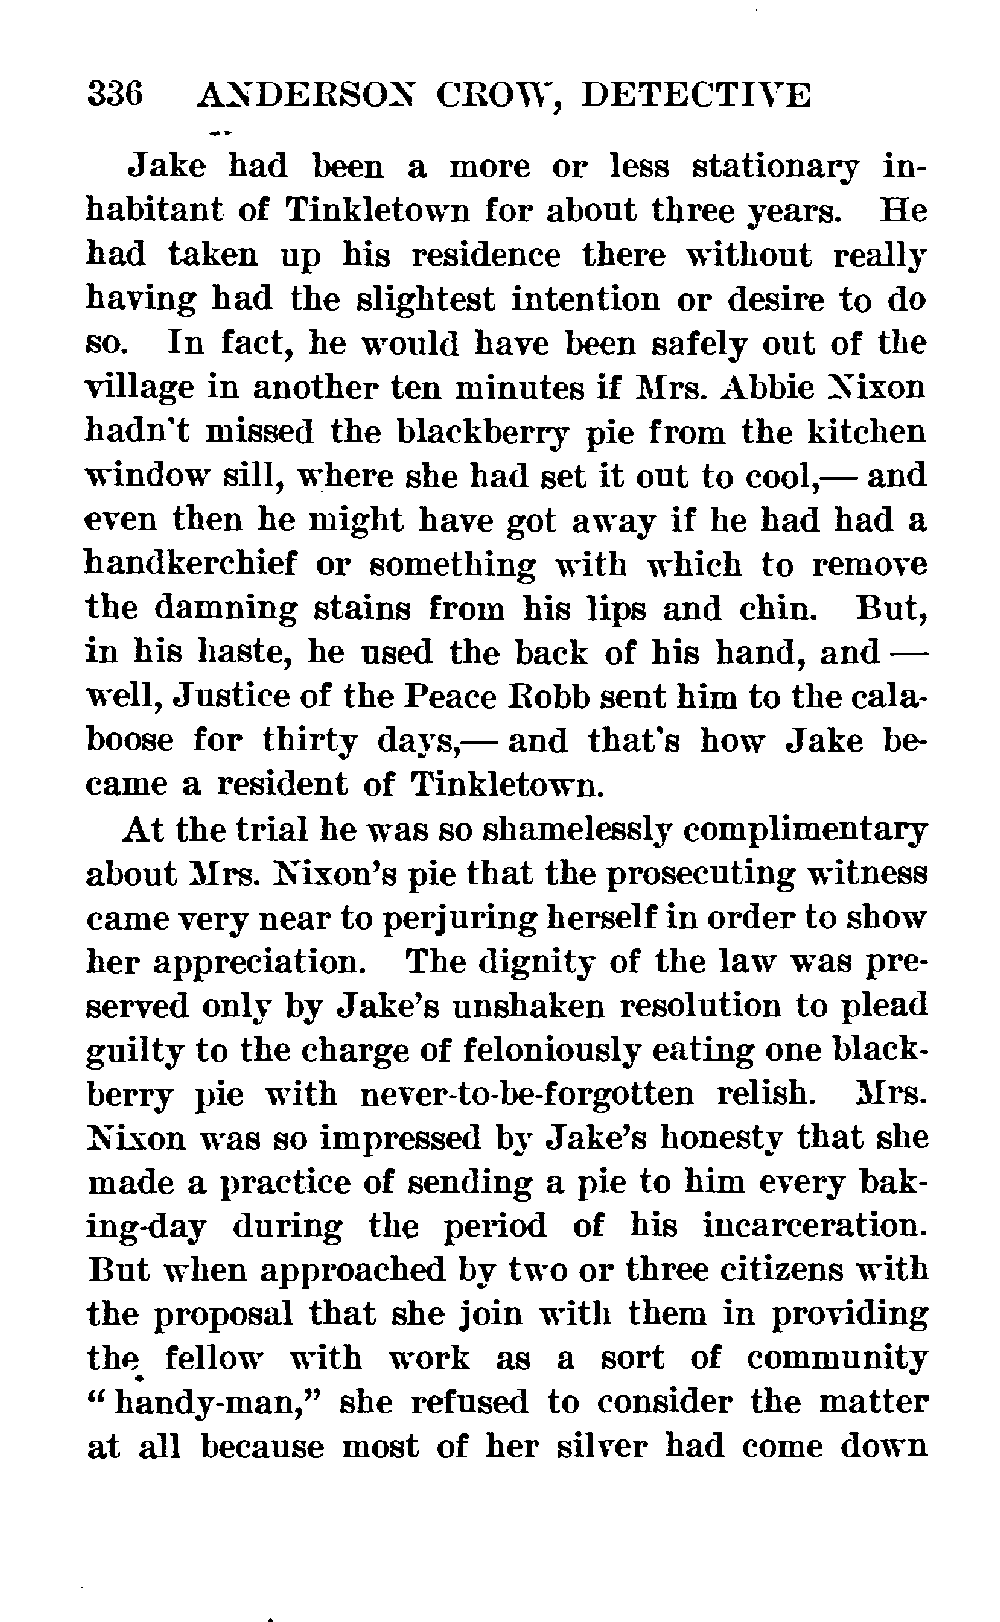 336 ANDERSON CROW, DETECTIVE
Jake had been a more or less stationary in-
habitant of Tinkletown for about three years. He
had taken up his residence there without really
having had the slightest intention or desire to do
so. In fact, he would have been safely out of the
village in another ten minutes if Mrs. Abbie Nixon
hadn't missed the blackberry pie from the kitchen
window sill, where she had set it out to cool,— and
even then he might have got away if he had had a
handkerchief or something with which to remove
the damning stains from his lips and chin. But,
in his haste, he used the back of his hand, and —
well, Justice of the Peace Robb sent him to the cala-
boose for thirty days,— and that's how Jake be-
came a resident of Tinkletown.
At the trial he was so shamelessly complimentary
about Mrs. Nixon's pie that the prosecuting witness
came very near to perjuring herself in order to show
her appreciation. The dignity of the law was pre-
served only by Jake's unshaken resolution to plead
guilty to the charge of feloniously eating one black-
berry pie with never-to-be-forgotten relish. Mrs.
Nixon was so impressed by Jake's honesty that she
made a practice of sending a pie to him every bak-
ing-day during the period of his incarceration.
But when approached by two or three citizens with
the proposal that she join with them in providing
the fellow with work as a sort of community
"handy-man," she refused to consider the matter
at all because most of her silver had come down